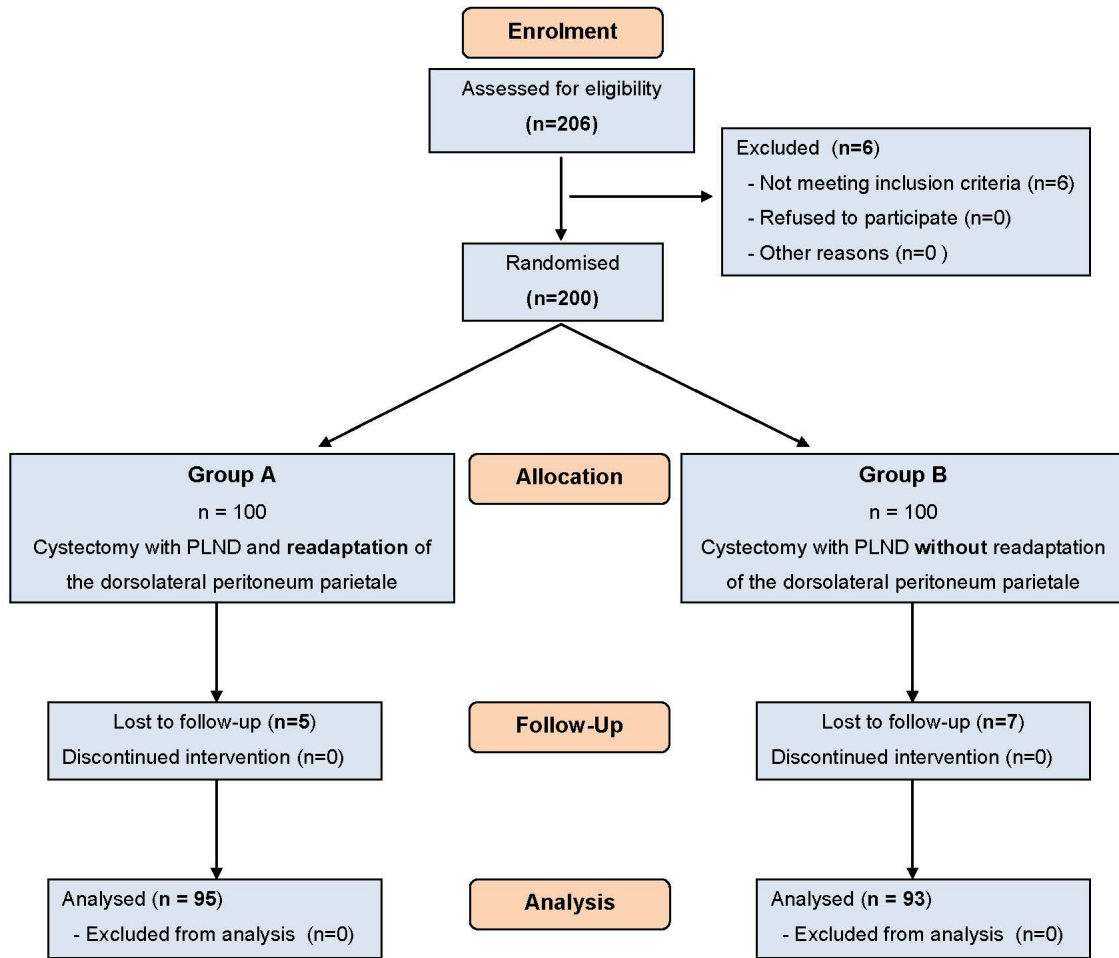 Enrolment
Assessed for eligibility
(n=206)
Excluded (n=6)
- Not meeting inclusion criteria (n=6)
- Refused to participate (n=0)
- Other reasons (n=0 )
Randomised
(n=200)
Group A
n = 100
Cystectomy with PLND and readaptation of
the dorsolateral peritoneum parietale
Allocation
Group B
n = 100
Cystectomy with PLND without readaptation
of the dorsolateral peritoneum parietale
Lost to follow-up (n=5)
Discontinued intervention (n=0)
Follow-Up
Lost to follow-up (n=7)
Discontinued intervention (n=0)
Analysed (n = 95)
- Excluded from analysis (n=0)
Analysis
Analysed (n = 93)
- Excluded from analysis (n=0)